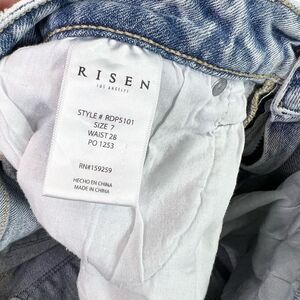 RISEN
LOS ANGELES
STYLE # RDP5101
SIZE 7
WAIST 28
PO 1253
RN#159259
HECHO EN CHINA
MADE IN CHINA